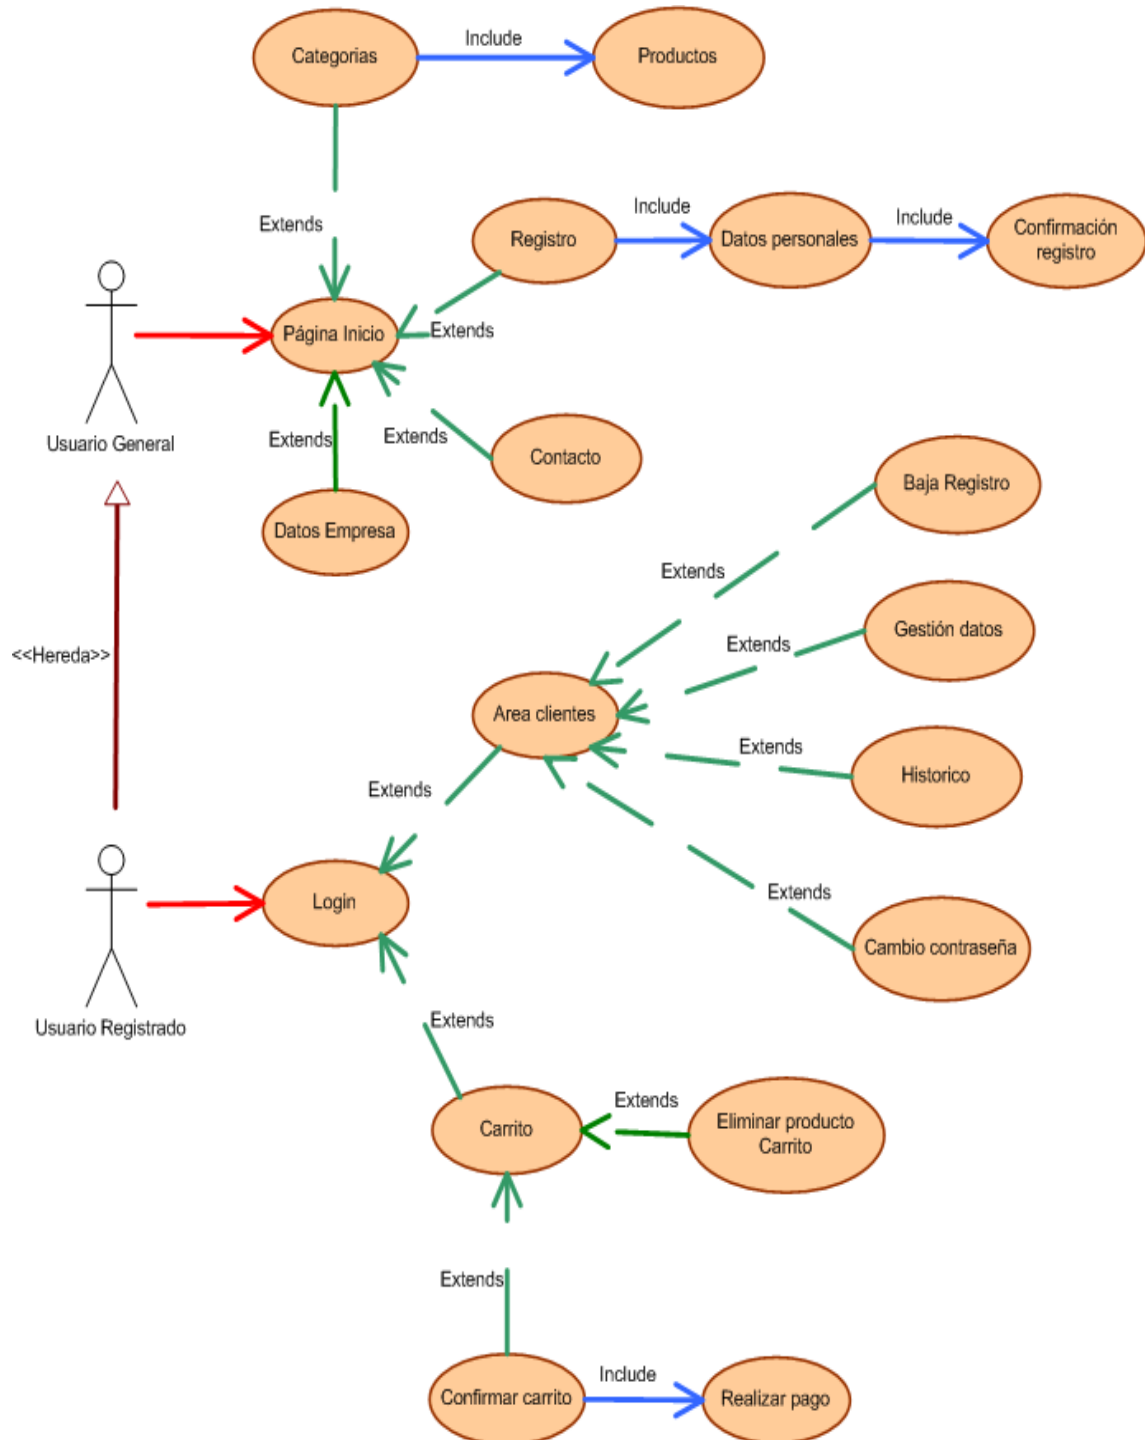 Categorias
Include
Productos
Extends
Registro
Include
Datos personales
Include
Confirmación
registro
Página Inicio
Extends
Usuario General
Extends
Extends
Contacto
Datos Empresa
Baja Registro
Extends
Gestión datos
Extends
<<Hereda>>
Area clientes
Extends
Historico
Extends
Extends
Cambio contraseña
Login
Usuario Registrado
Extends
Carrito
Extends
Eliminar producto
Carrito
Extends
Confirmar carrito
Include
Realizar pago